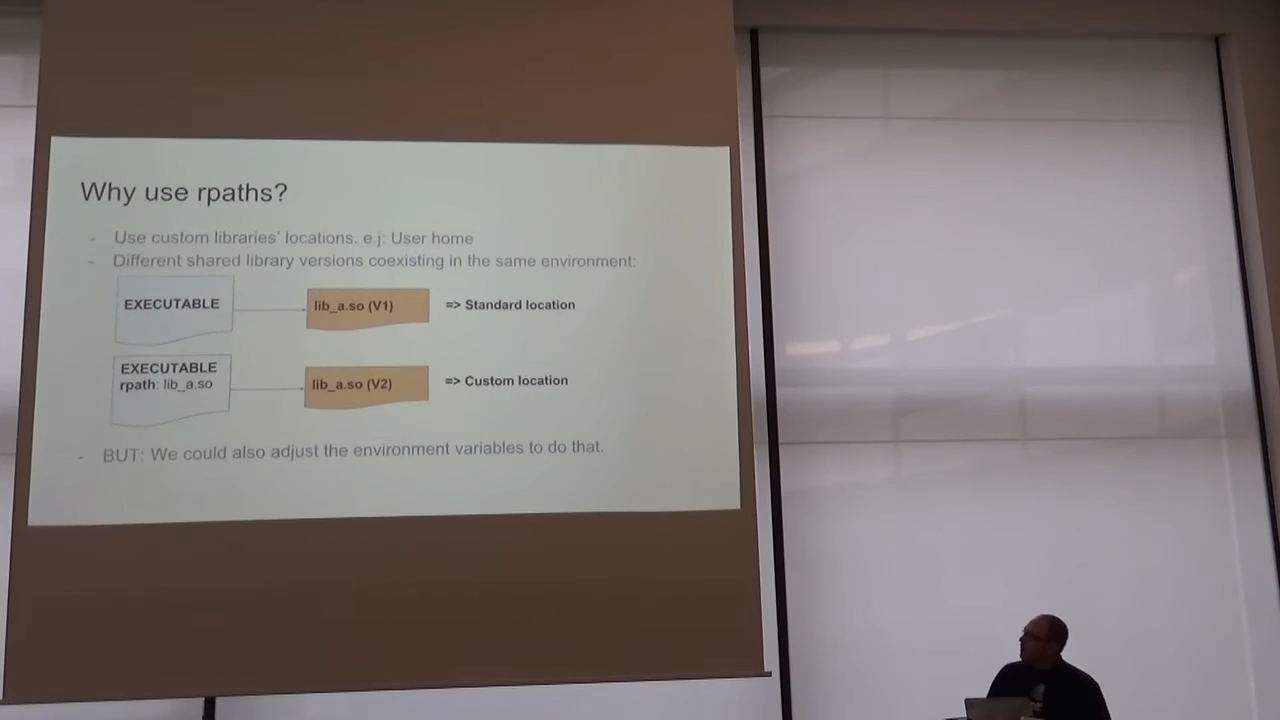 Why use rpaths?
- Use custom libraries' locations. e.j: User home
- Different shared library versions coexisting in the same environment:
EXECUTABLE
lib_a.so (V1)
=> Standard location
EXECUTABLE
rpath: lib_a.so
lib_a.so (V2)
=> Custom location
- BUT: We could also adjust the environment variables to do that.